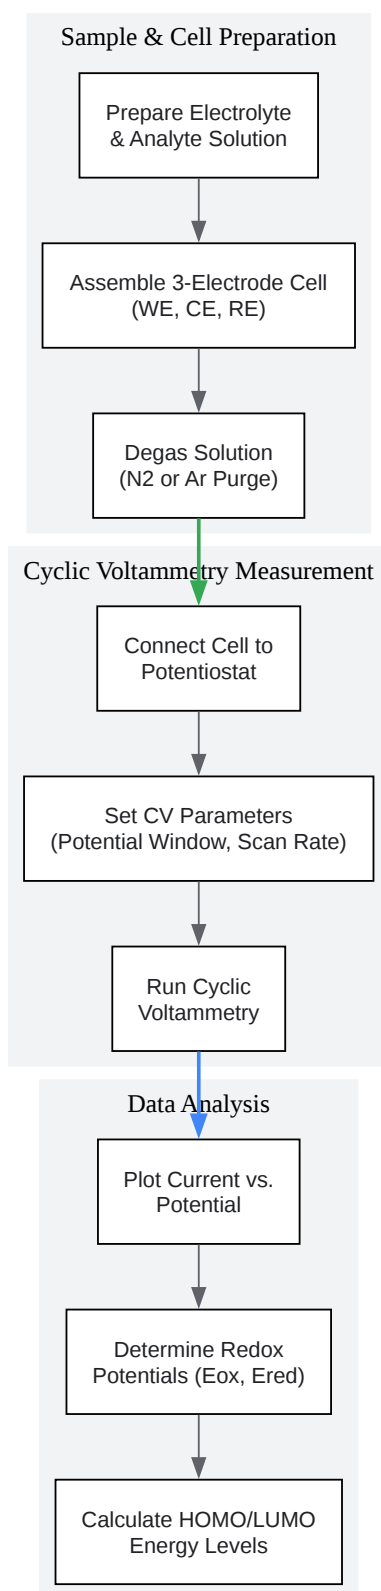 Sample & Cell Preparation
Prepare Electrolyte
& Analyte Solution
Assemble 3-Electrode Cell
(WE, CE, RE)
Degas Solution
(N2 or Ar Purge)
Cyclic Voltammetry Measurement
Connect Cell to
Potentiostat
Set CV Parameters
(Potential Window, Scan Rate)
Run Cyclic
Voltammetry
Data Analysis
Plot Current vs.
Potential
Determine Redox
Potentials (Eox, Ered)
Calculate HOMO/LUMO
Energy Levels